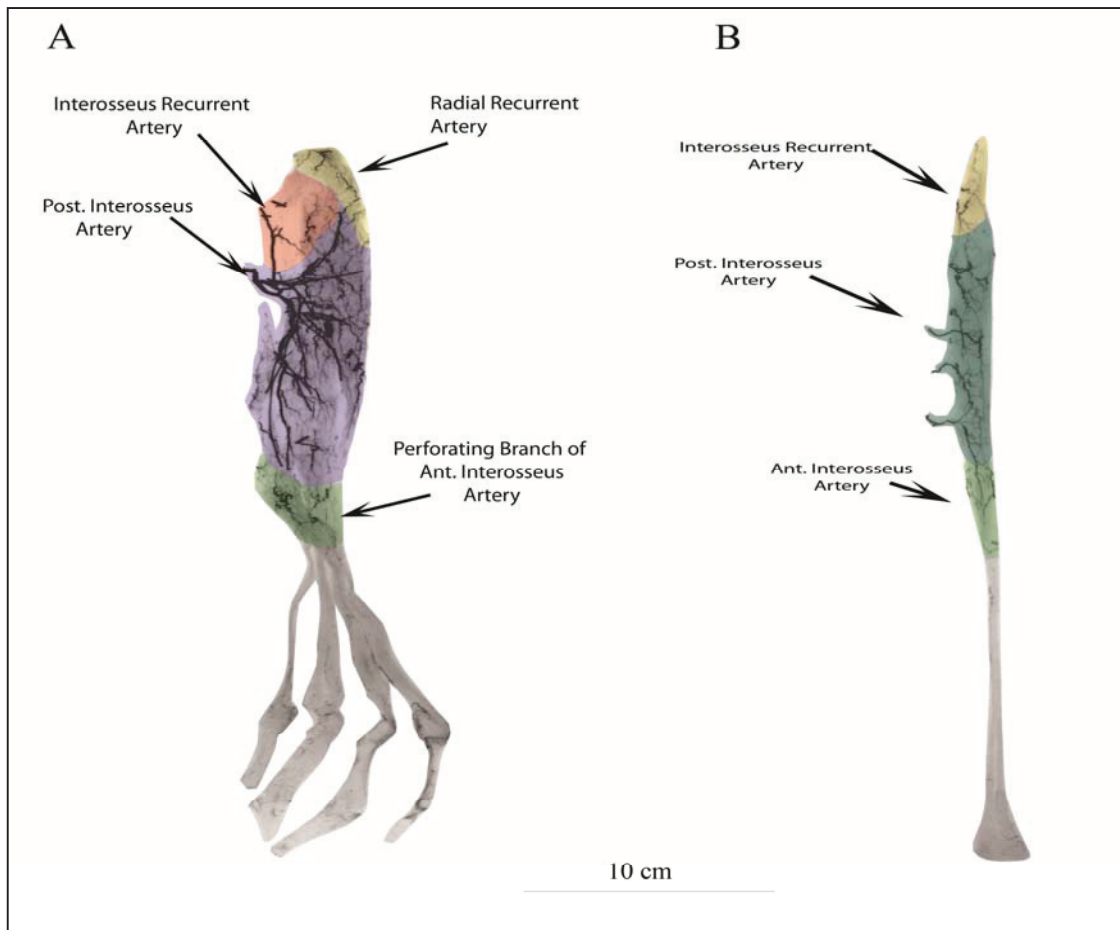 A
B
Interosseus Recurrent
Artery
Radial Recurrent
Artery
Post. Interosseus
Artery
Perforating Branch of
Ant. Interosseus
Artery
Interosseus Recurrent
Artery
Post. Interosseus
Artery
Ant. Interosseus
Artery
10 cm